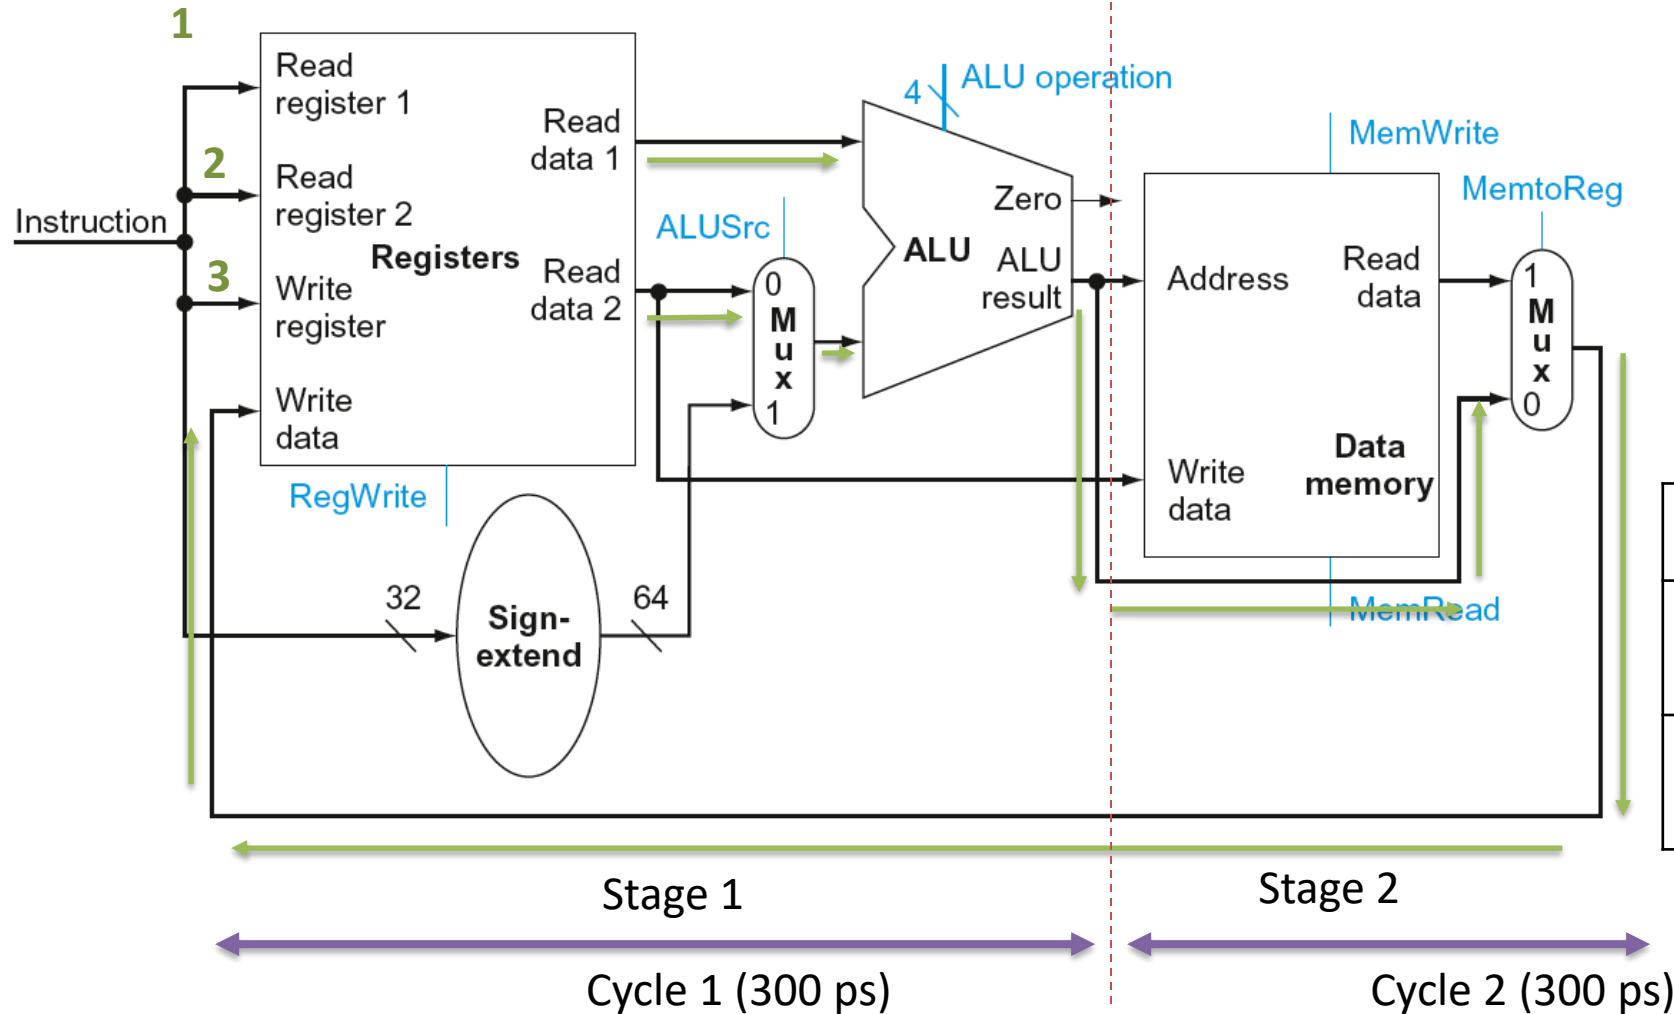 1
Read
register 1
2
Read
register 2
Instruction
3
Registers
Write
register
Write
data
Read
data 1
Read
data 2
RegWrite
32
Sign-
extend
64
ALUSrc
0
M
u
x
1
4
ALU operation
Zero
ALU
ALU
result
MemWrite
MemtoReg
Address
Read
data
Write
data
Data
memory
MemRead
1
M
u
x
0
Stage 1
Stage 2
Cycle 1 (300 ps)
Cycle 2 (300 ps)